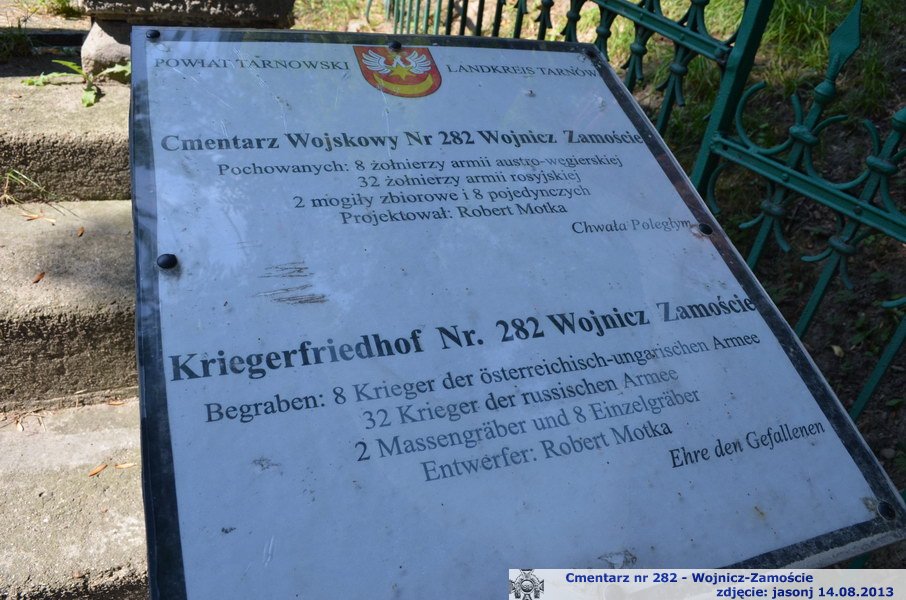 POWIAT TARNOWSKI LANDKREIS TARNÓW
Cmentarz Wojskowy Nr 282 Wojnicz Zamoście
Pochowanych: 8 żołnierzy armii austro-węgierskiej
32 żołnierzy armii rosyjskiej
2 mogiły zbiorowe i 8 pojedynczych
Projektował: Robert Motka
Chwała Poległym
Kriegerfriedhof Nr. 282 Wojnicz Zamoście
Begraben: 8 Krieger der österreichisch-ungarischen Armee
32 Krieger der russischen Armee
2 Massengräber und 8 Einzelgräber
Entwerfer: Robert Motka
Ehre den Gefallenen
Cmentarz nr 282 - Wojnicz-Zamoście
zdjęcie: jasonj 14.08.2013